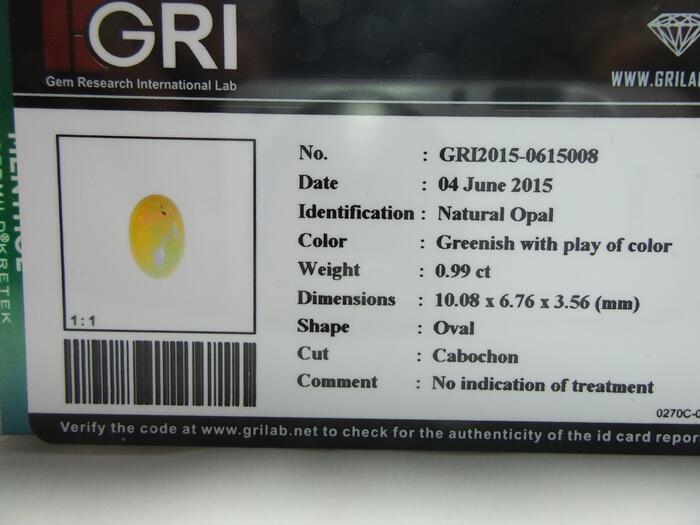 GRI
Gem Research International Lab
WWW.GRILAB
No. : GRI2015-0615008
Date : 04 June 2015
Identification : Natural Opal
Color : Greenish with play of color
Weight : 0.99 ct
Dimensions : 10.08 x 6.76 x 3.56 (mm)
Shape : Oval
Cut : Cabochon
Comment : No indication of treatment
1:1
0270C-0
Verify the code at www.grilab.net to check for the authenticity of the id card repor
KRETEK